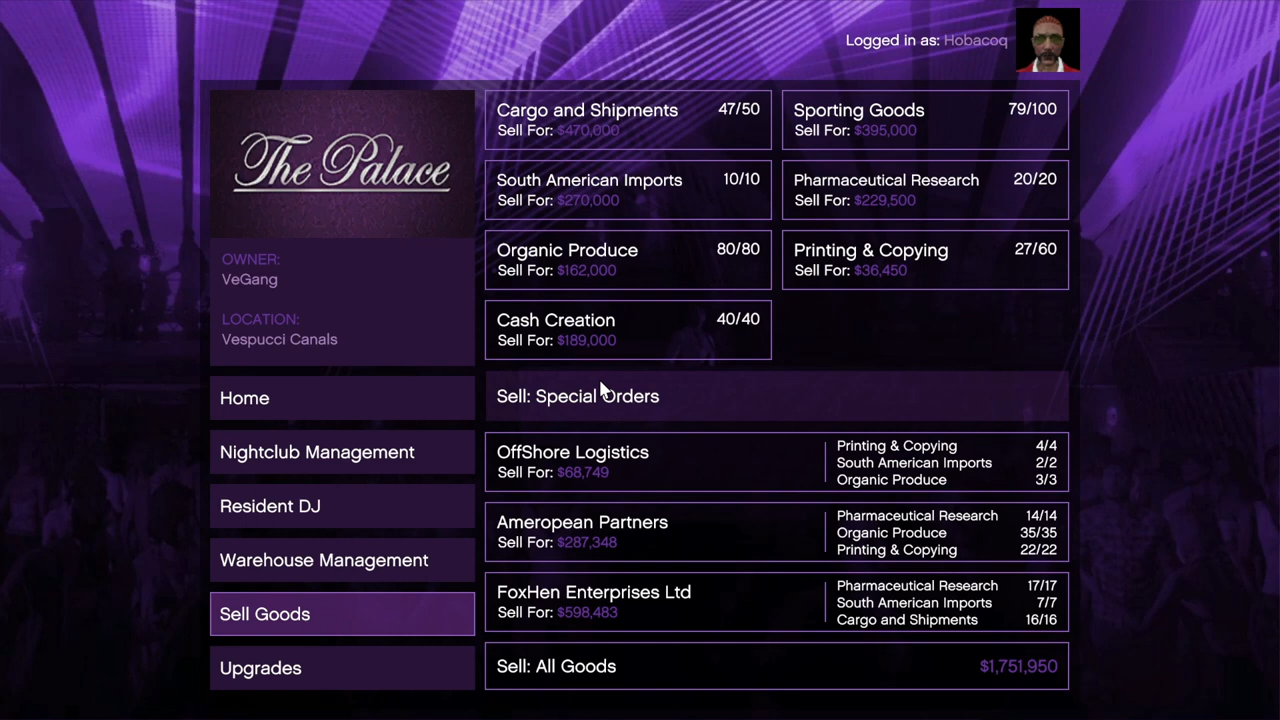 Logged in as: Hobacoq
The Palace
OWNER:
VeGang
LOCATION:
Vespucci Canals
Home
Nightclub Management
Resident DJ
Warehouse Management
Sell Goods
Upgrades
Cargo and Shipments 47/50
Sell For: $470,000
Sporting Goods 79/100
Sell For: $395,000
South American Imports 10/10
Sell For: $270,000
Pharmaceutical Research 20/20
Sell For: $229,500
Organic Produce 80/80
Sell For: $162,000
Printing & Copying 27/60
Sell For: $36,450
Cash Creation 40/40
Sell For: $189,000
Sell: Special Orders
OffShore Logistics
Sell For: $68,749
Printing & Copying 4/4
South American Imports 2/2
Organic Produce 3/3
Ameropean Partners
Sell For: $287,348
Pharmaceutical Research 14/14
Organic Produce 35/35
Printing & Copying 22/22
FoxHen Enterprises Ltd
Sell For: $598,483
Pharmaceutical Research 17/17
South American Imports 7/7
Cargo and Shipments 16/16
Sell: All Goods $1,751,950